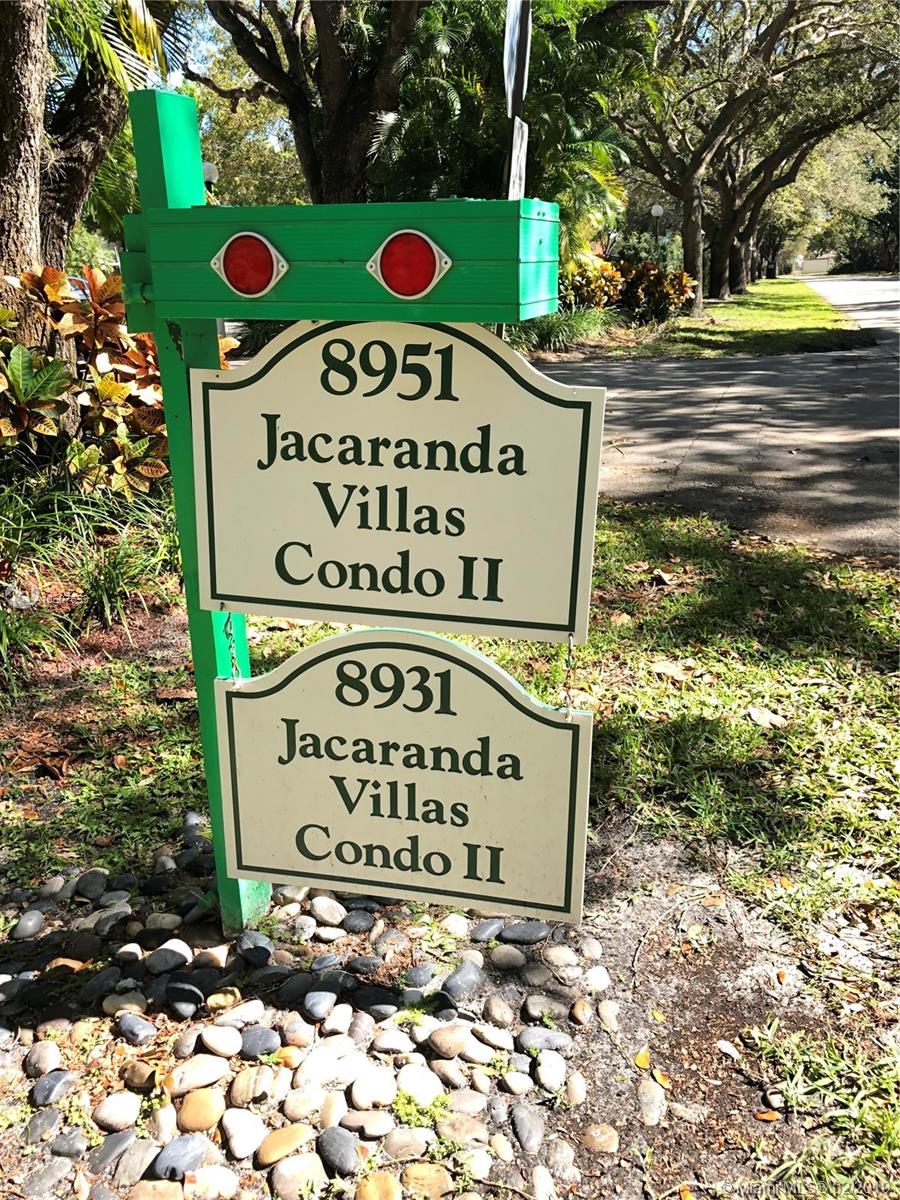 8951
Jacaranda
Villas
Condo II
8931
Jacaranda
Villas
Condo II